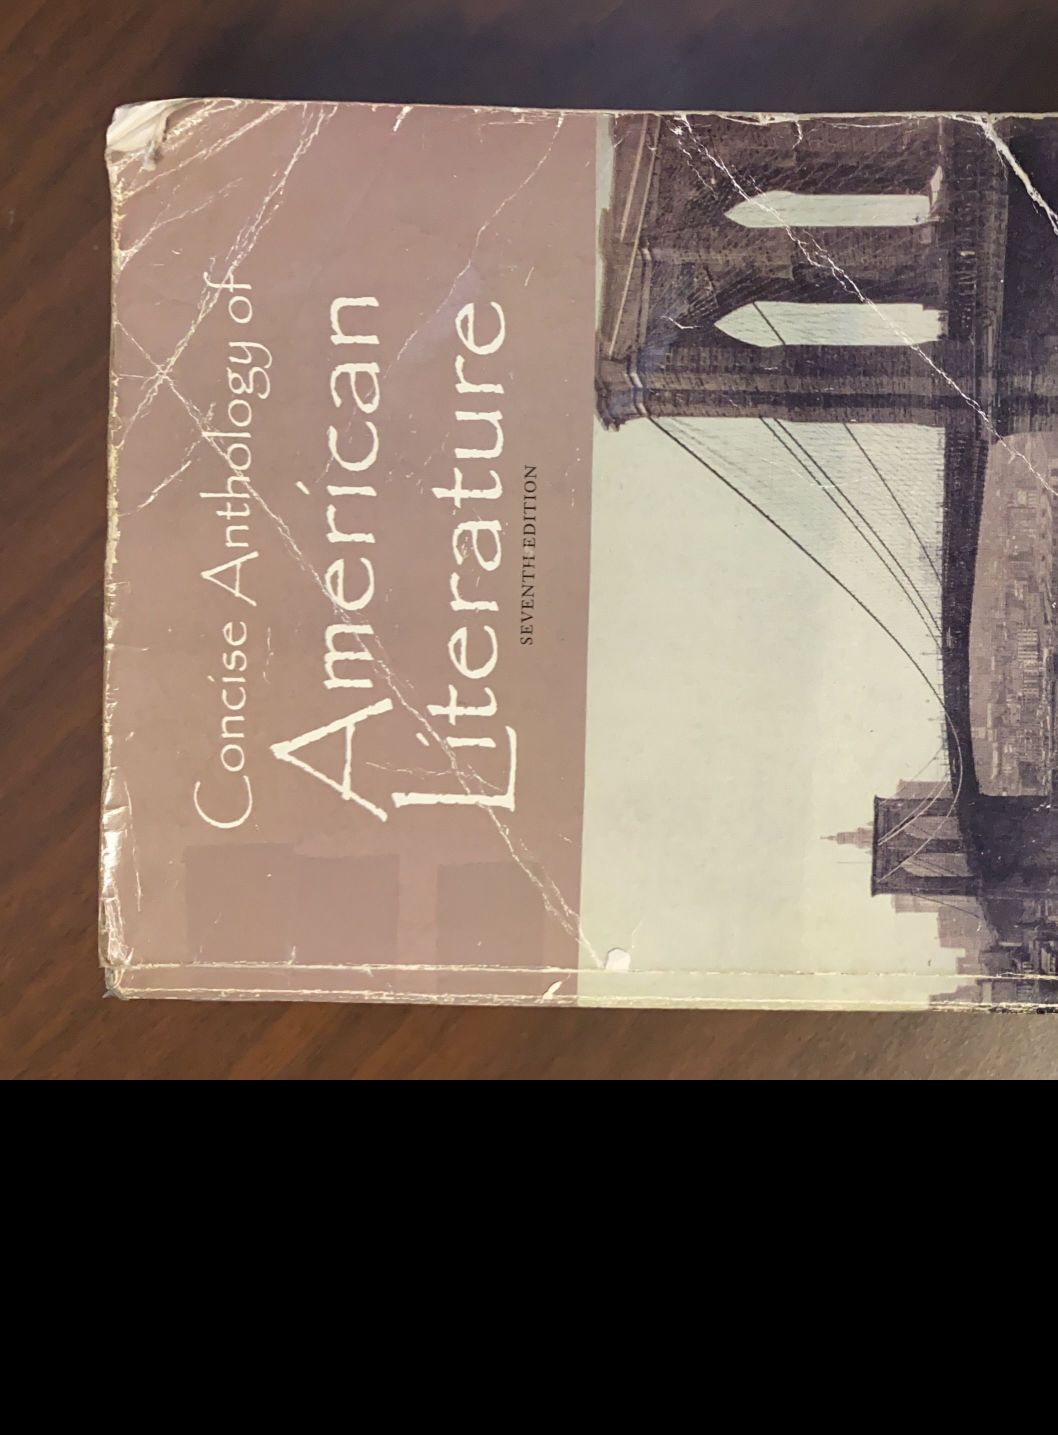 Concise Anthology of
American
Literature
SEVENTH EDITION